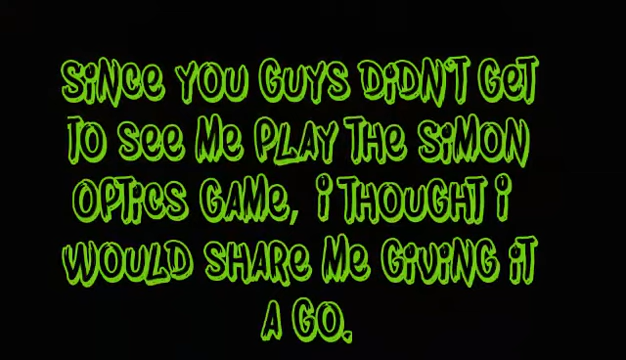 SINCE YOU GUYS DIDN'T GET
TO SEE ME PLAY THE SIMON
OPTICS GAME, I THOUGHT I
WOULD SHARE ME GIVING IT
A GO.